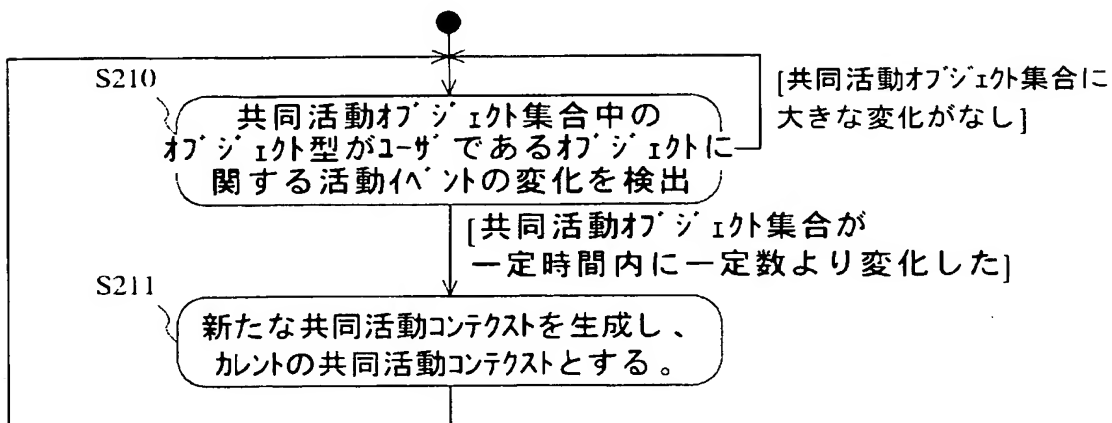 S210
[共同活動オブジェクト集合に
大きな変化がなし]
共同活動オブジェクト集合中の
オブジェクト型がユーザであるオブジェクトに
関する活動イベントの変化を検出
[共同活動オブジェクト集合が
一定時間内に一定数より変化した]
S211
新たな共同活動コンテクストを生成し、
カレントの共同活動コンテクストとする。